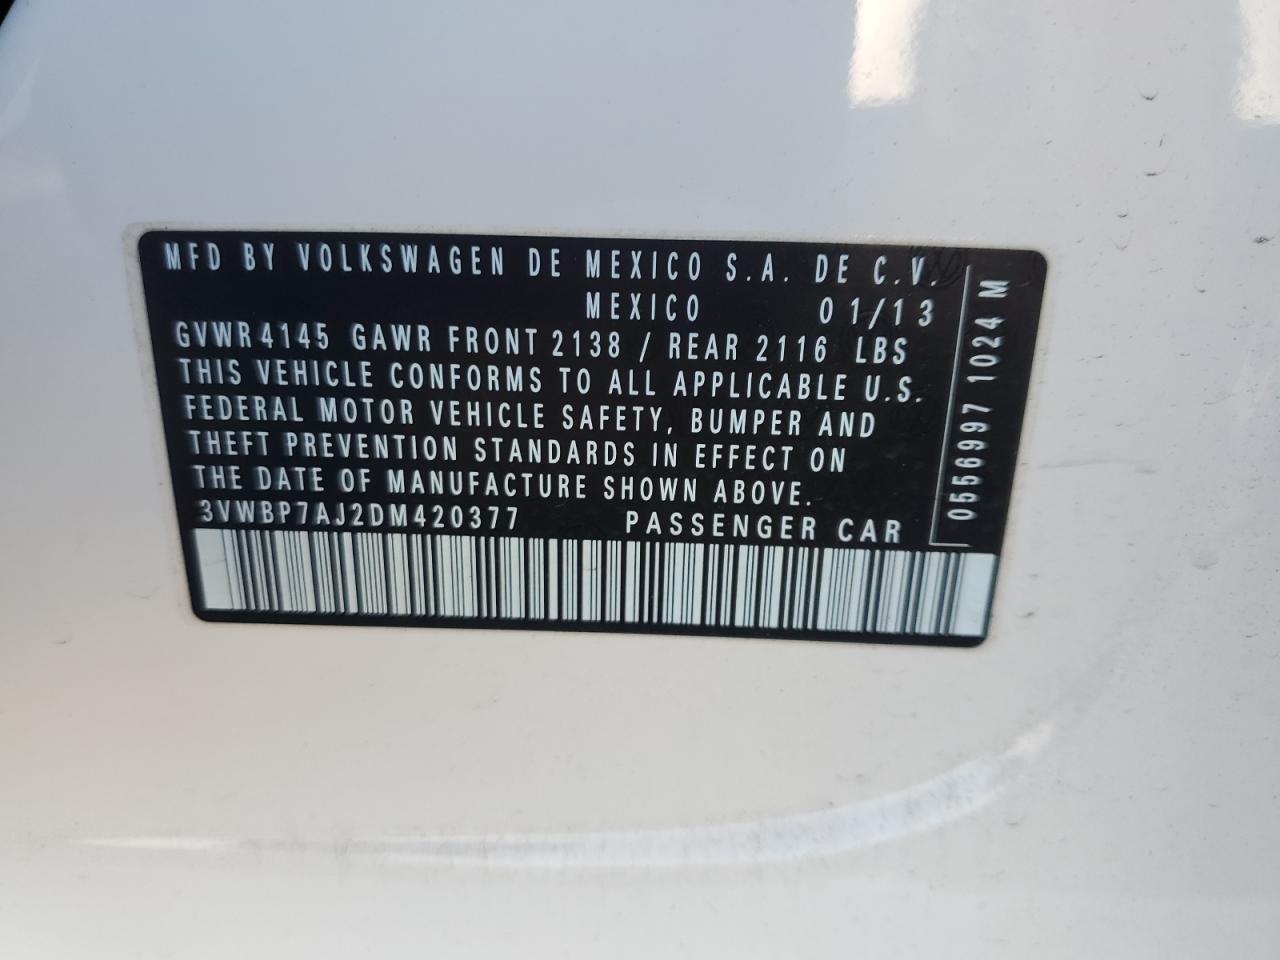 MFD BY VOLKSWAGEN DE MEXICO S.A. DE C.V.
MEXICO 01/13
GVWR 4145 GAWR FRONT 2138 / REAR 2116 LBS
THIS VEHICLE CONFORMS TO ALL APPLICABLE U.S.
FEDERAL MOTOR VEHICLE SAFETY, BUMPER AND
THEFT PREVENTION STANDARDS IN EFFECT ON
THE DATE OF MANUFACTURE SHOWN ABOVE.
3VWBP7AJ2DM420377 PASSENGER CAR
0556997 1024 M